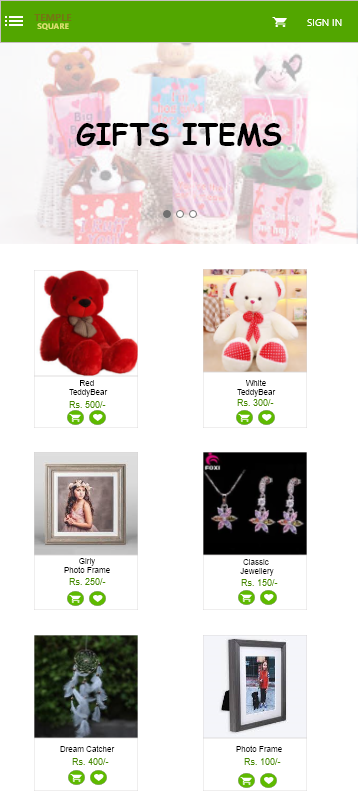 TEMPLE
SQUARE
SIGN IN
GIFTS ITEMS
Red
TeddyBear
Rs. 500/-
White
TeddyBear
Rs. 300/-
Girly
Photo Frame
Rs. 250/-
FOXI
Classic
Jewellery
Rs. 150/-
Dream Catcher
Rs. 400/-
Photo Frame
Rs. 100/-